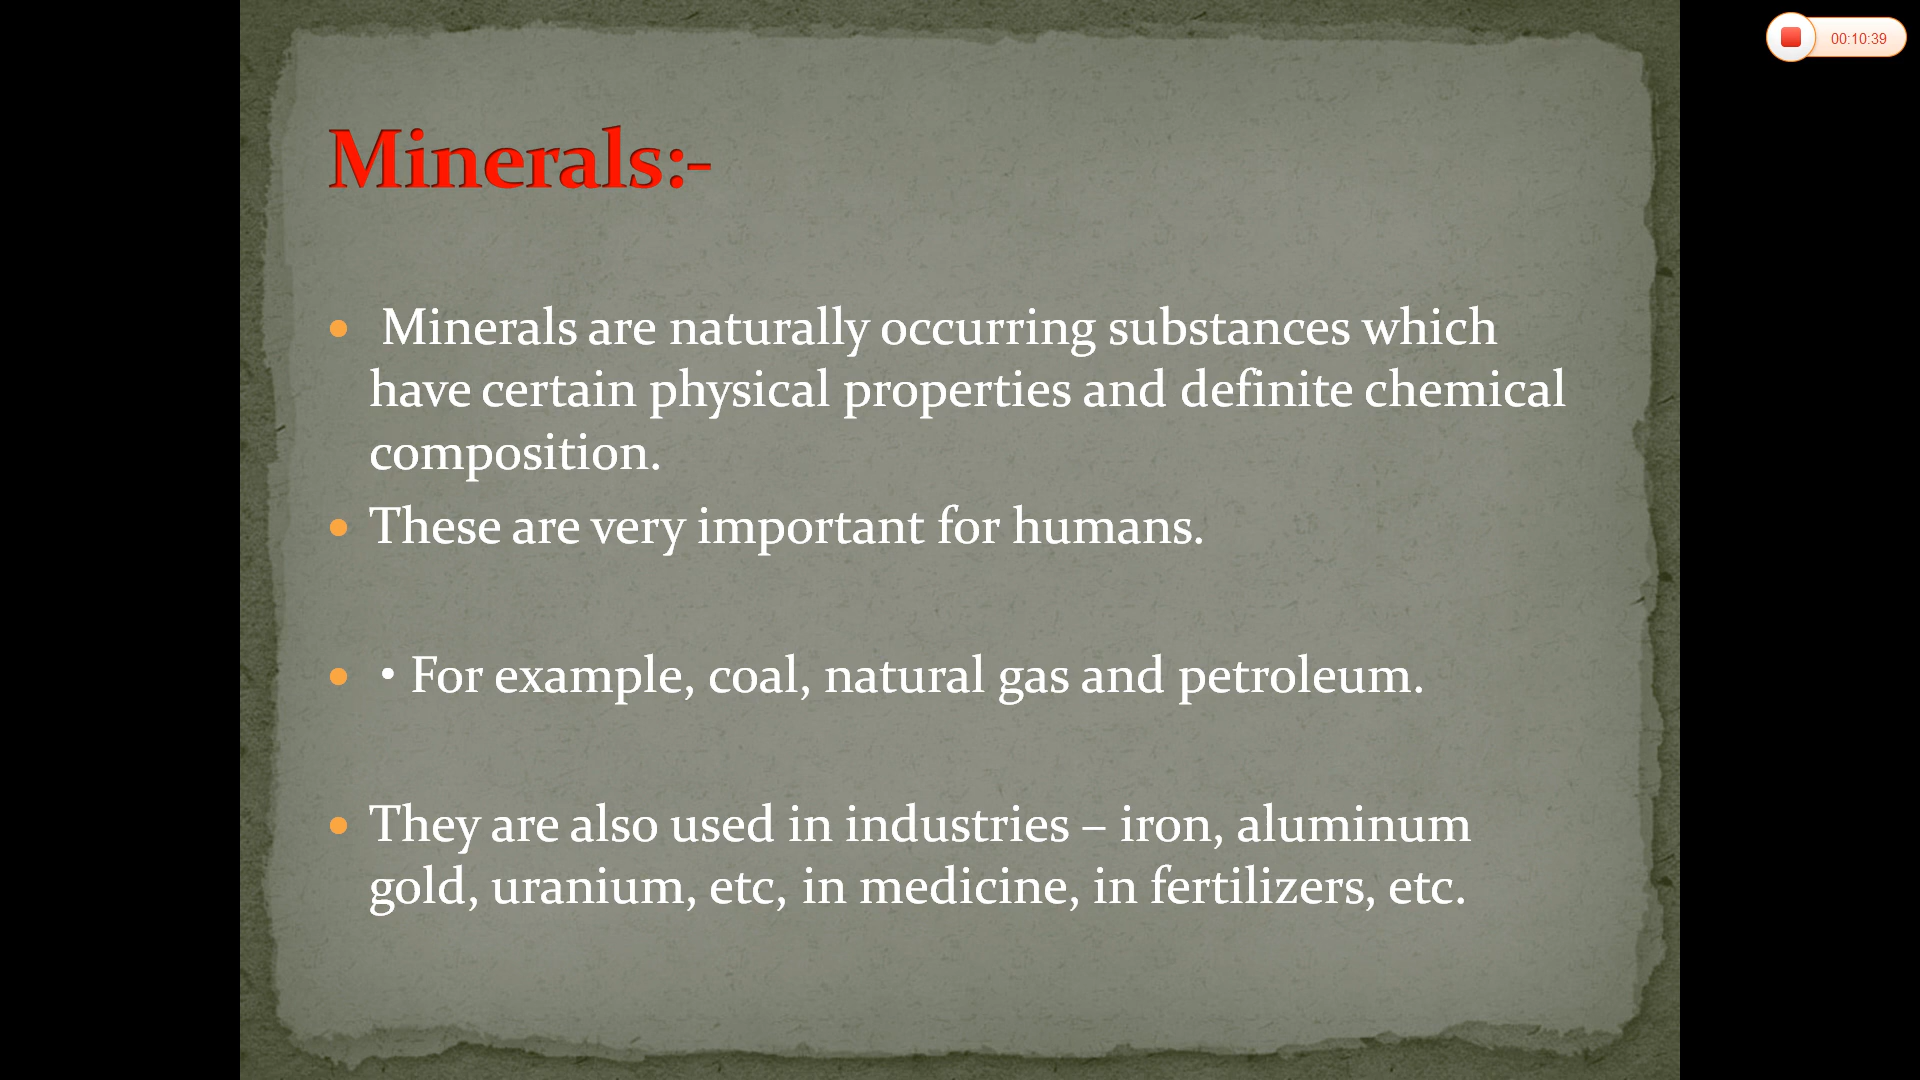 00:10:39
Minerals:-
• Minerals are naturally occurring substances which
have certain physical properties and definite chemical
composition.
• These are very important for humans.
• • For example, coal, natural gas and petroleum.
• They are also used in industries – iron, aluminum
gold, uranium, etc, in medicine, in fertilizers, etc.